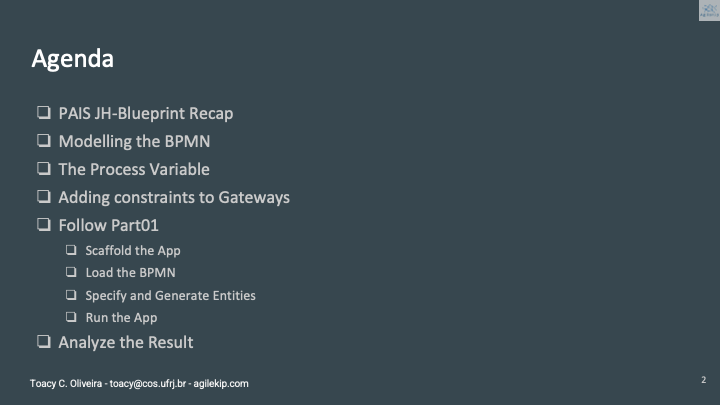 Agenda
❑ PAIS JH-Blueprint Recap
❑ Modelling the BPMN
❑ The Process Variable
❑ Adding constraints to Gateways
❑ Follow Part01
❑ Scaffold the App
❑ Load the BPMN
❑ Specify and Generate Entities
❑ Run the App
❑ Analyze the Result
Toacy C. Oliveira - toacy@cos.ufrj.br - agilekip.com
2